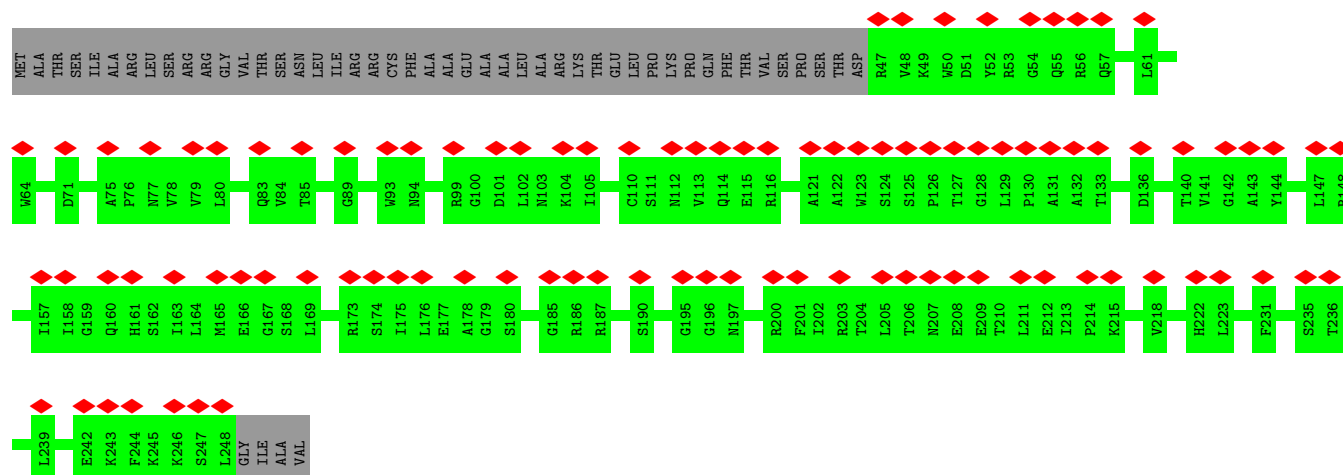 MET ALA THR SER ILE ALA ARG LEU SER ARG ARG GLY VAL THR SER ASN LEU ILE ARG ARG CYS PHE ALA ALA GLU ALA ALA LEU ALA ARG LYS THR GLU LEU PRO LYS PRO GLN PHE THR VAL SER PRO SER THR ASP R47 V48 K49 W50 D51 Y52 R53 G54 Q55 R56 Q57 L61
W64 D71 A75 P76 N77 V78 V79 L80 Q83 V84 T85 G89 W93 N94 R99 G100 D101 L102 N103 K104 I105 C110 S111 N112 V113 Q114 E115 R116 A121 A122 W123 S124 S125 P126 T127 G128 L129 P130 A131 A132 T133 D136 T140 V141 G142 A143 Y144 L147
I157 I158 G159 Q160 H161 S162 I163 L164 M165 E166 G167 S168 L169 R173 S174 I175 L176 E177 A178 G179 S180 G185 R186 R187 S190 G195 G196 N197 R200 F201 I202 R203 T204 L205 T206 N207 E208 E209 T210 L211 E212 I213 P214 K215 V218 H222 L223 F231 S235 T236
L239 E242 K243 F244 K245 K246 S247 L248 GLY ILE ALA VAL